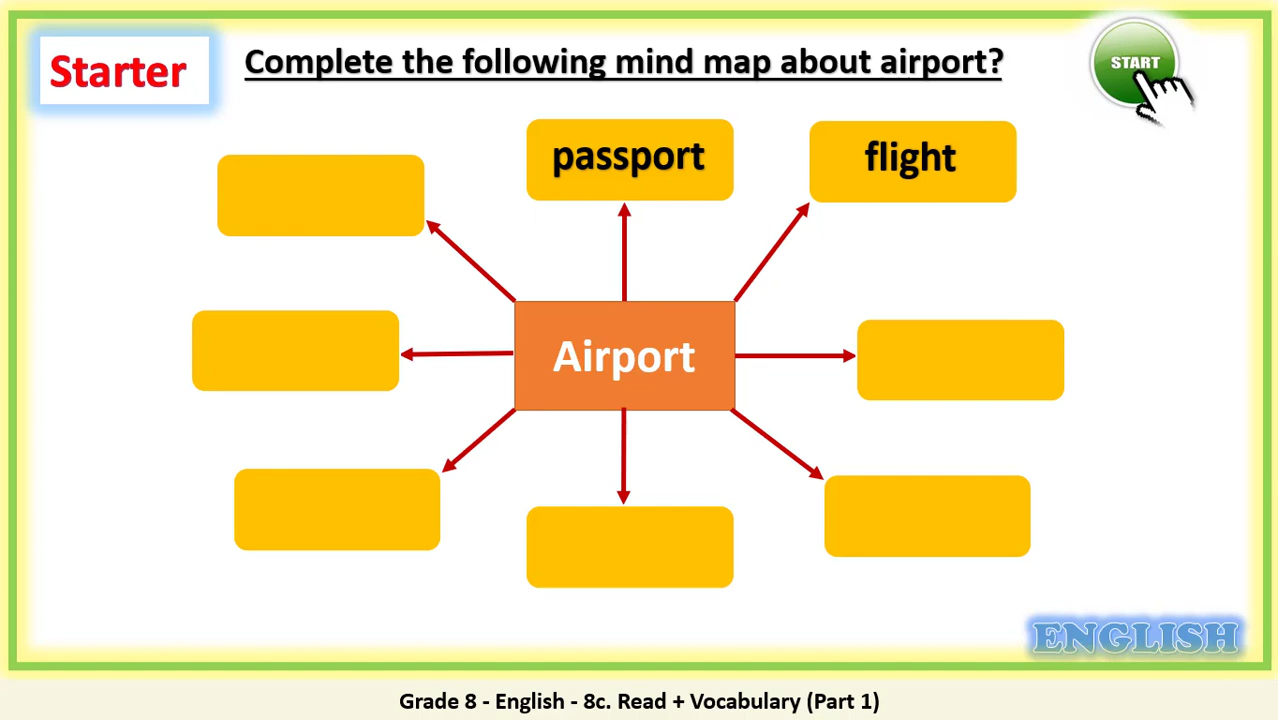 Starter
Complete the following mind map about airport?
START
passport
flight
Airport
ENGLISH
Grade 8 - English - 8c. Read + Vocabulary (Part 1)